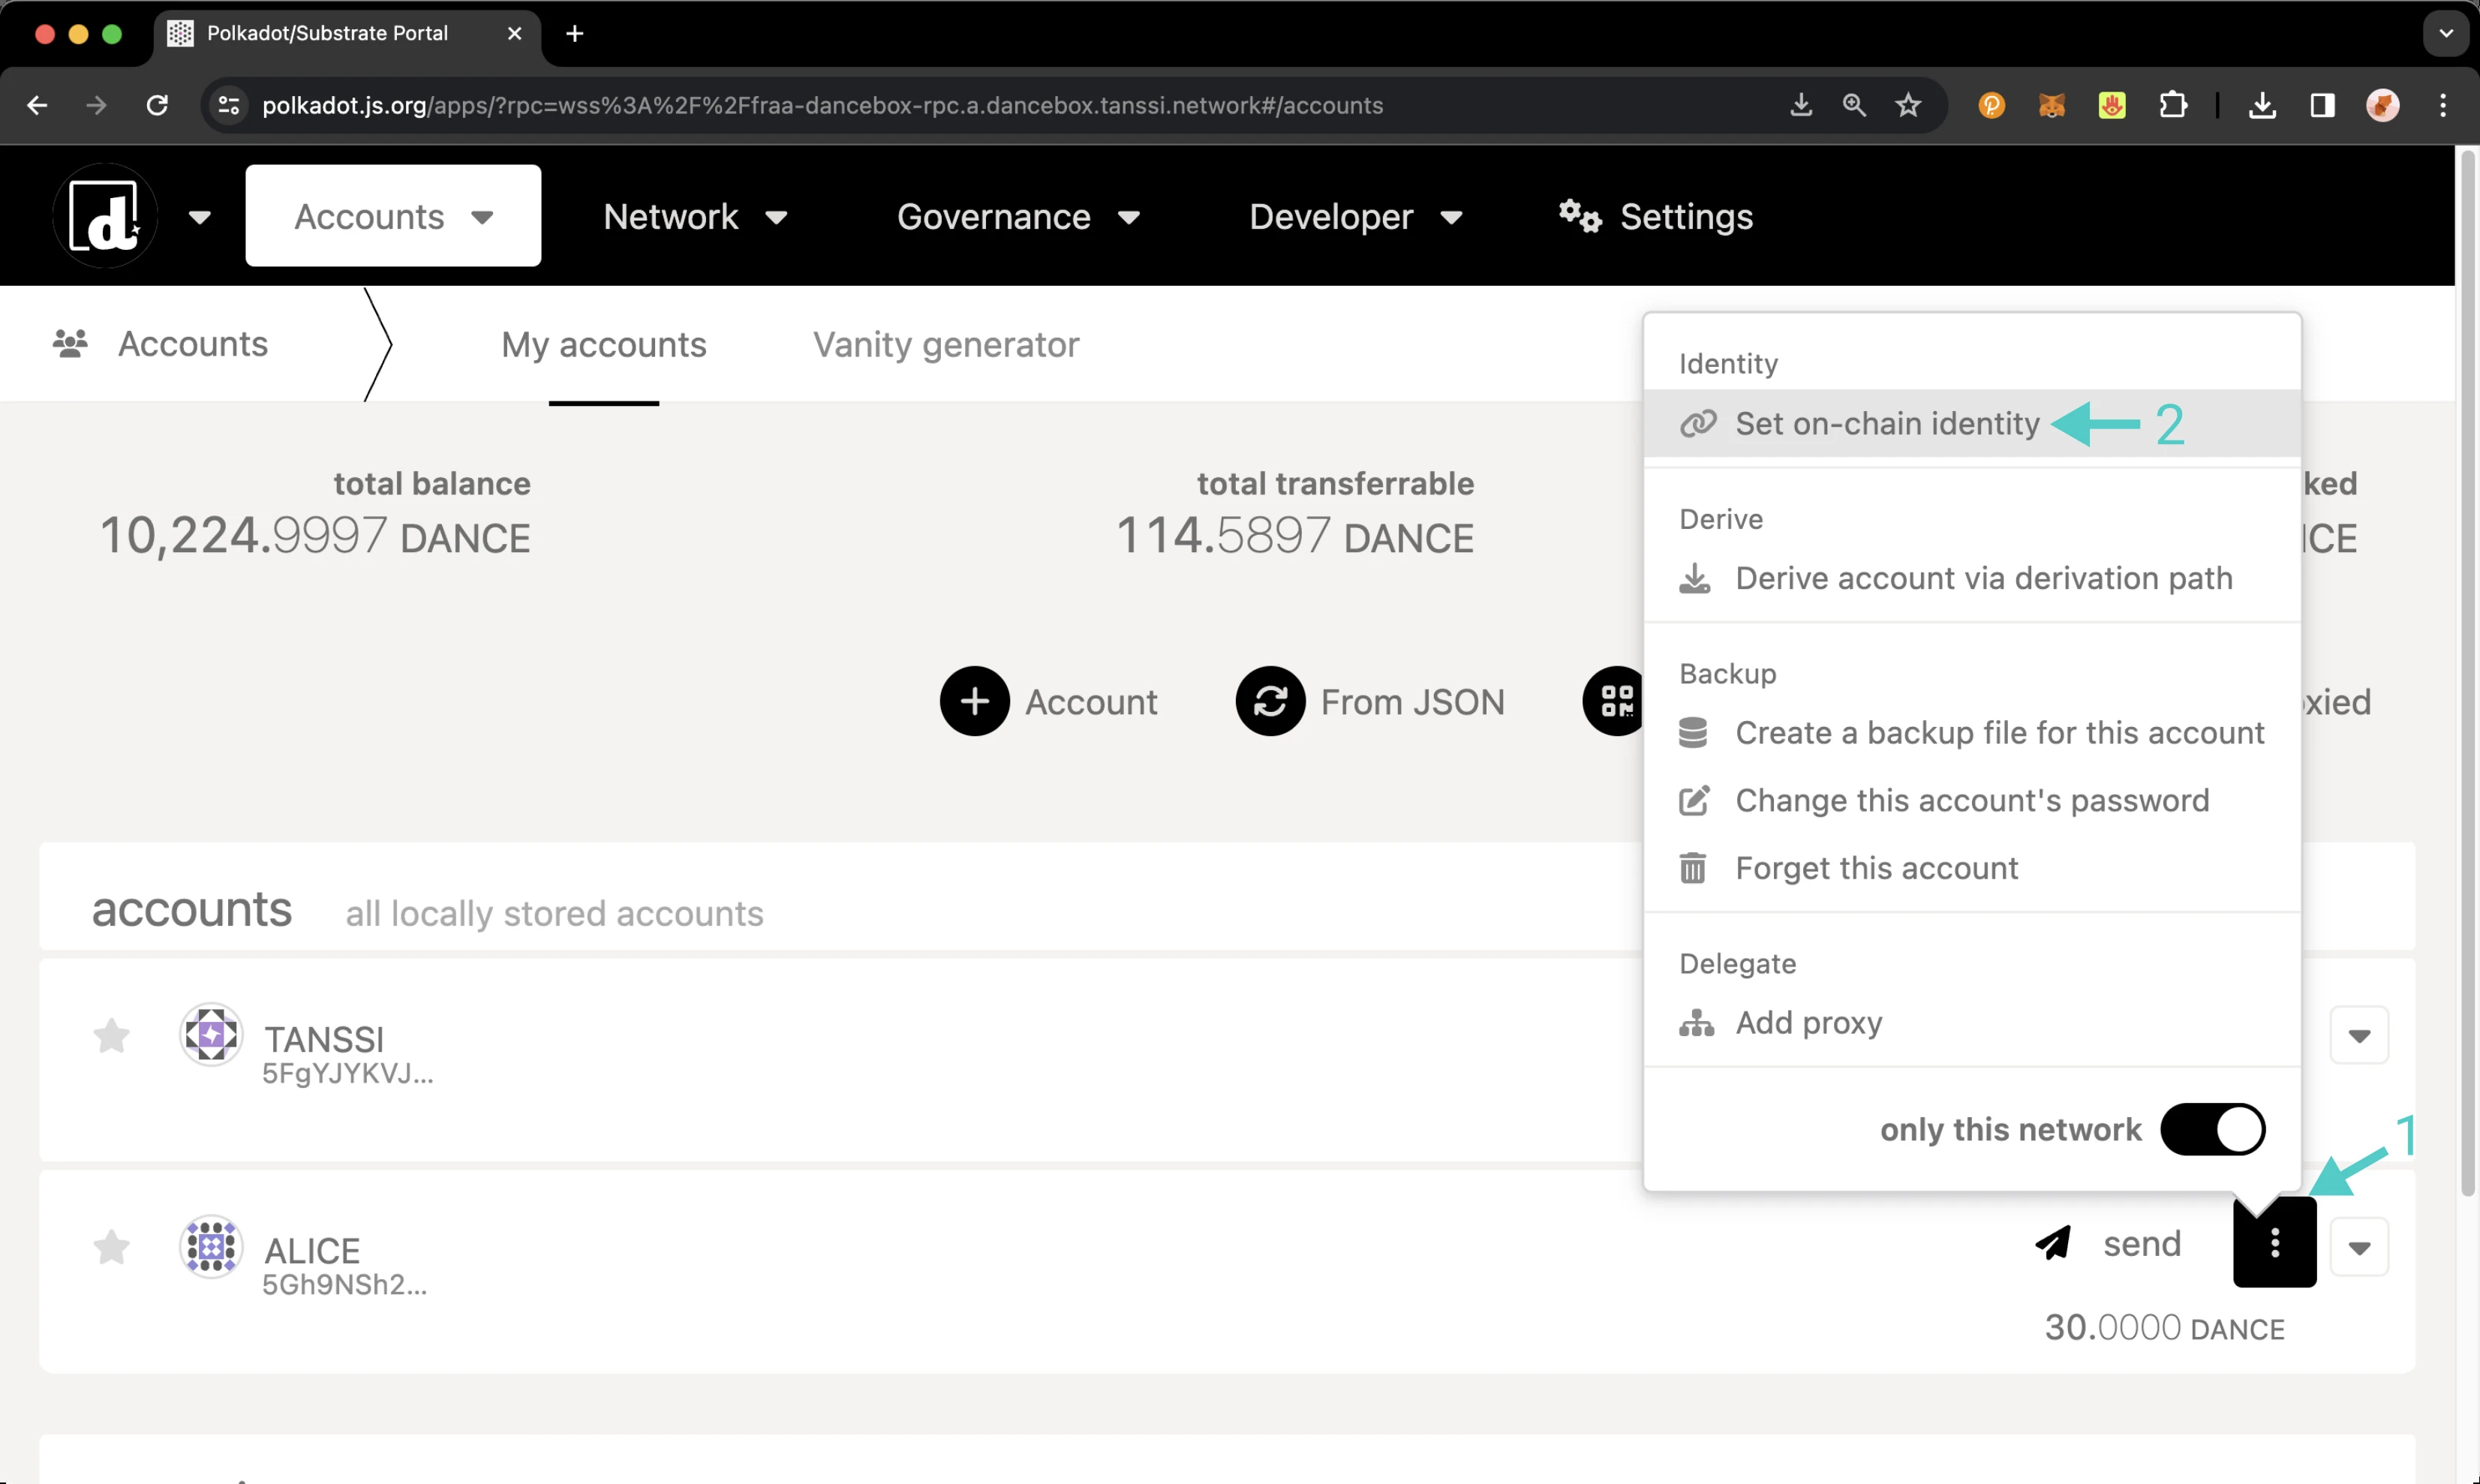 Polkadot/Substrate Portal
polkadot.js.org/apps/?rpc=wss%3A%2F%2Ffraa-dancebox-rpc.a.dancebox.tanssi.network#/accounts
d
Accounts
Network
Governance
Developer
Settings
Accounts
My accounts
Vanity generator
Identity
Set on-chain identity
2
total balance
10,224.9997 DANCE
total transferrable
114.5897 DANCE
ked
CE
Derive
Derive account via derivation path
Account
From JSON
xied
Backup
Create a backup file for this account
Change this account's password
Forget this account
accounts all locally stored accounts
Delegate
Add proxy
TANSSI
5FgYJYKVJ...
only this network
1
ALICE
5Gh9NSh2...
send
30.0000 DANCE